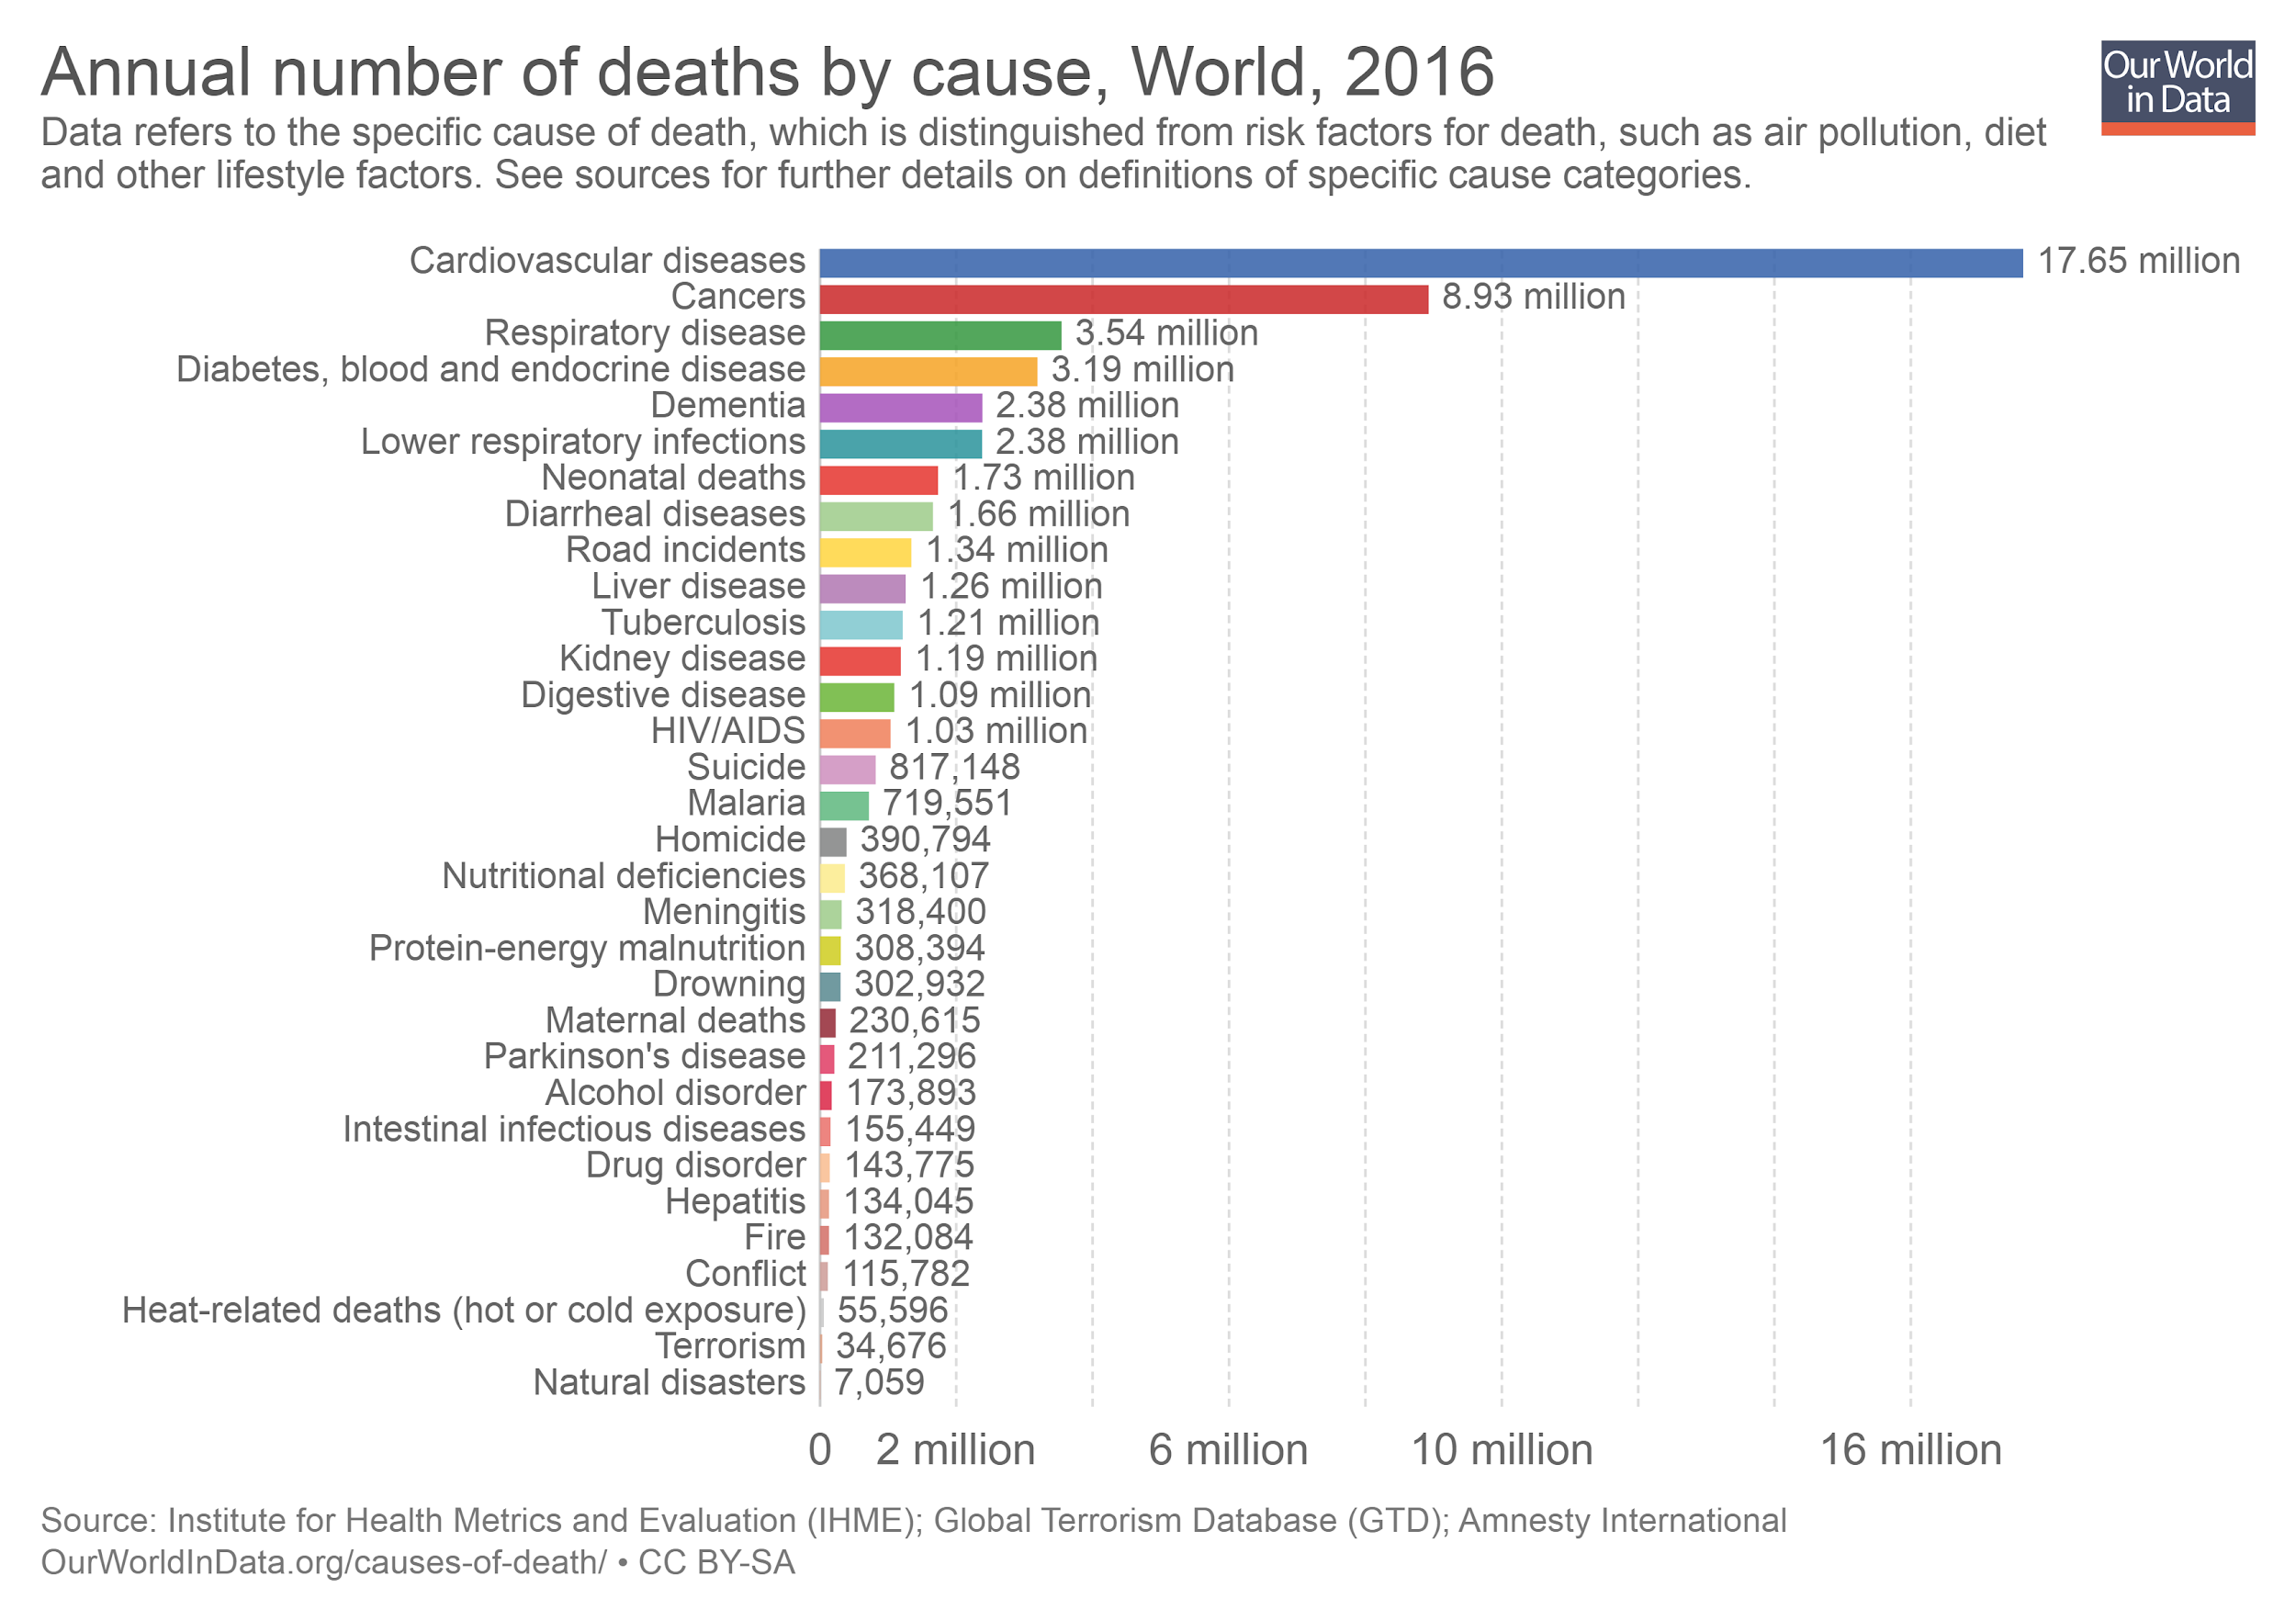 Annual number of deaths by cause, World, 2016
Our World
in Data
Data refers to the specific cause of death, which is distinguished from risk factors for death, such as air pollution, diet
and other lifestyle factors. See sources for further details on definitions of specific cause categories.
Cardiovascular diseases 17.65 million
Cancers 8.93 million
Respiratory disease 3.54 million
Diabetes, blood and endocrine disease 3.19 million
Dementia 2.38 million
Lower respiratory infections 2.38 million
Neonatal deaths 1.73 million
Diarrheal diseases 1.66 million
Road incidents 1.34 million
Liver disease 1.26 million
Tuberculosis 1.21 million
Kidney disease 1.19 million
Digestive disease 1.09 million
HIV/AIDS 1.03 million
Suicide 817,148
Malaria 719,551
Homicide 390,794
Nutritional deficiencies 368,107
Meningitis 318,400
Protein-energy malnutrition 308,394
Drowning 302,932
Maternal deaths 230,615
Parkinson's disease 211,296
Alcohol disorder 173,893
Intestinal infectious diseases 155,449
Drug disorder 143,775
Hepatitis 134,045
Fire 132,084
Conflict 115,782
Heat-related deaths (hot or cold exposure) 55,596
Terrorism 34,676
Natural disasters 7,059
0 2 million 6 million 10 million 16 million
Source: Institute for Health Metrics and Evaluation (IHME); Global Terrorism Database (GTD); Amnesty International
OurWorldInData.org/causes-of-death/ • CC BY-SA